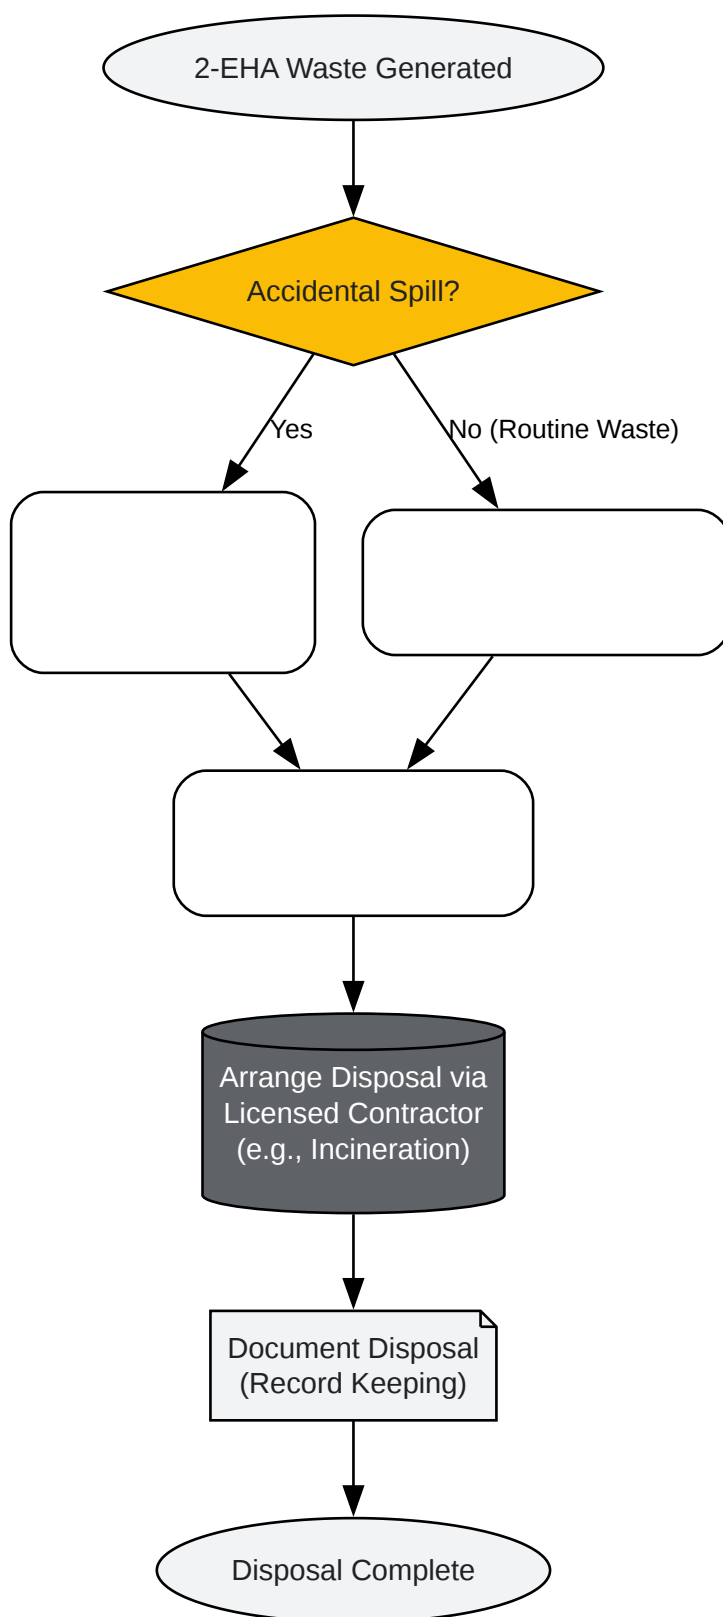 2-EHA Waste Generated
Accidental Spill?
Yes
No (Routine Waste)
Arrange Disposal via
Licensed Contractor
(e.g., Incineration)
Document Disposal
(Record Keeping)
Disposal Complete